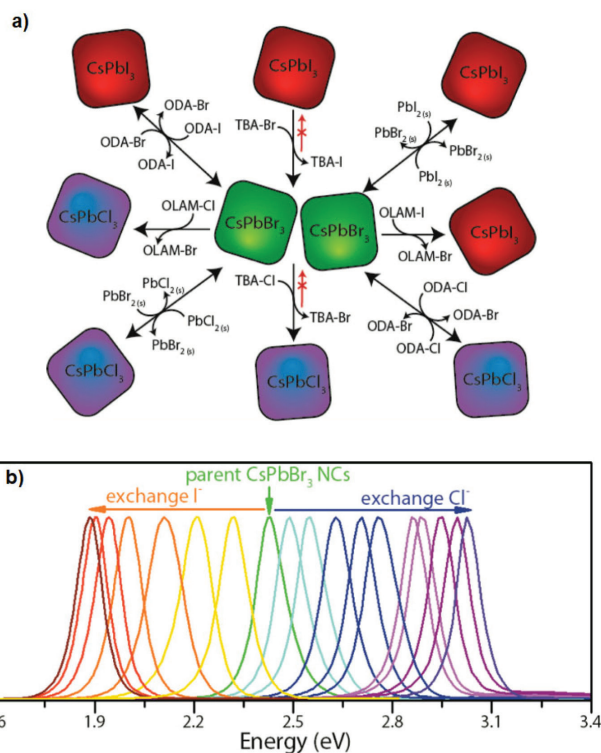 a)
CsPbI3
CsPbI3
CsPbI3
ODA-Br
ODA-I
ODA-Br
ODA-I
TBA-Br
TBA-I
PbI2 (s)
PbBr2 (s)
PbBr2 (s)
PbI2 (s)
CsPbCl3
OLAM-Cl
OLAM-Br
CsPbBr3
CsPbBr3
OLAM-I
OLAM-Br
CsPbI3
PbCl2 (s)
PbBr2 (s)
PbCl2 (s)
PbBr2 (s)
TBA-Cl
TBA-Br
ODA-Cl
ODA-Br
ODA-Br
ODA-Cl
CsPbCl3
CsPbCl3
CsPbCl3
b)
parent CsPbBr3 NCs
exchange I-
exchange Cl-
6
1.9
2.2
2.5
2.8
3.1
3.4
Energy (eV)